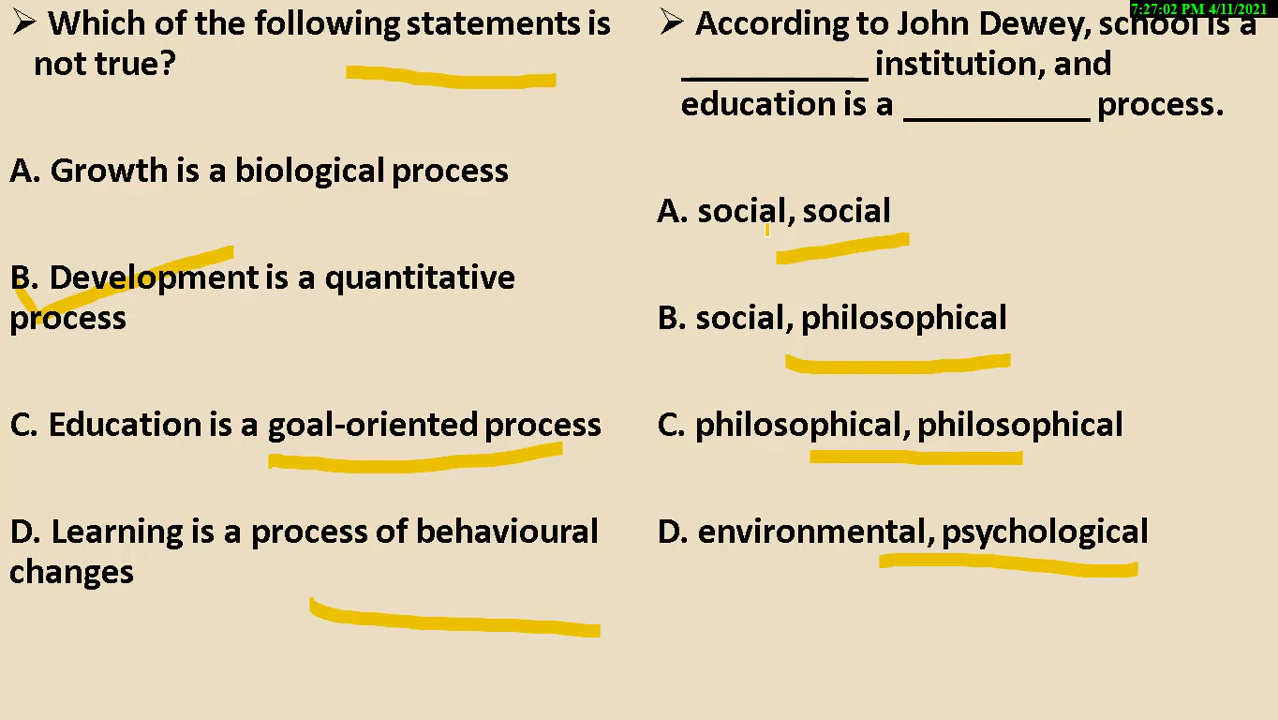 7:27:02 PM 4/11/2021
➢ Which of the following statements is
not true?
A. Growth is a biological process
B. Development is a quantitative
process
C. Education is a goal-oriented process
D. Learning is a process of behavioural
changes
➢ According to John Dewey, school is a
___________ institution, and
education is a ___________ process.
A. social, social
B. social, philosophical
C. philosophical, philosophical
D. environmental, psychological